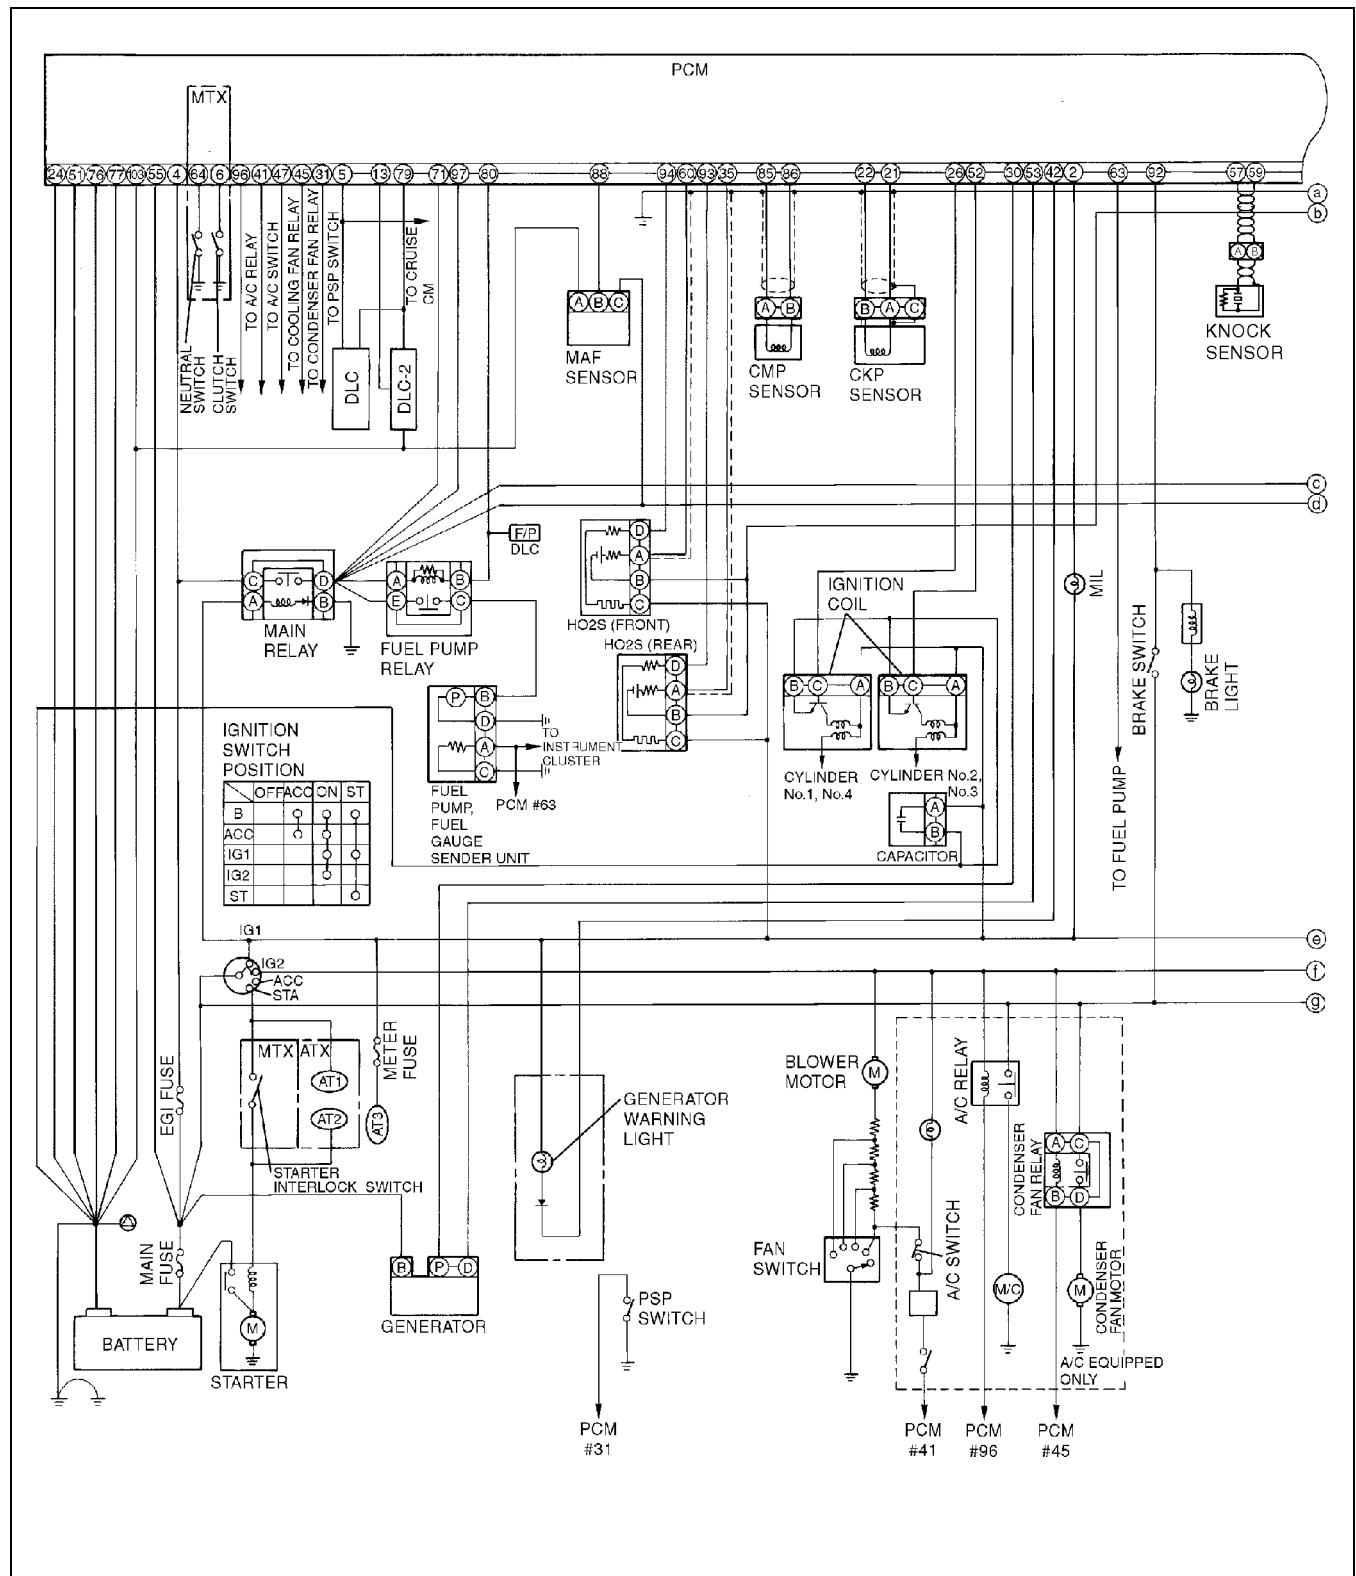 PCM
MTX
24 51 76 77 103 55 4 64 6 96 41 47 45 31 5 13 79 71 97 80 88 94 60 93 35 85 86 22 21 26 52 30 53 42 2 63 92 57 59
a
b
NEUTRAL
SWITCH
CLUTCH
SWITCH
TO A/C RELAY
TO A/C SWITCH
TO COOLING FAN RELAY
TO CONDENSER FAN RELAY
TO PSP SWITCH
TO CRUISE
CM
DLC
DLC-2
A B C
MAF
SENSOR
A B
CMP
SENSOR
B A C
CKP
SENSOR
A B
KNOCK
SENSOR
c
d
F/P
DLC
C D
A B
MAIN
RELAY
A B
E C
FUEL PUMP
RELAY
D
A
B
C
HO2S (FRONT)
HO2S (REAR)
D
A
B
C
IGNITION
COIL
B C A
B C A
CYLINDER
No.1, No.4
CYLINDER No.2,
No.3
A
B
CAPACITOR
MIL
TO FUEL PUMP
BRAKE SWITCH
BRAKE
LIGHT
P B
D
A
C
TO
INSTRUMENT
CLUSTER
PCM #63
FUEL
PUMP,
FUEL
GAUGE
SENDER UNIT
IGNITION
SWITCH
POSITION
OFF ACC ON ST
B
ACC
IG1
IG2
ST
IG1
IG2
ACC
STA
e
f
g
MTX ATX
AT1
AT2
AT3
METER
FUSE
EGI FUSE
STARTER
INTERLOCK SWITCH
MAIN
FUSE
BATTERY
M
STARTER
B P D
GENERATOR
GENERATOR
WARNING
LIGHT
PSP
SWITCH
PCM
#31
BLOWER
MOTOR
M
FAN
SWITCH
A/C SWITCH
A/C RELAY
M/C
CONDENSER
FAN RELAY
A C
B D
M
CONDENSER
FAN MOTOR
A/C EQUIPPED
ONLY
PCM
#41
PCM
#96
PCM
#45